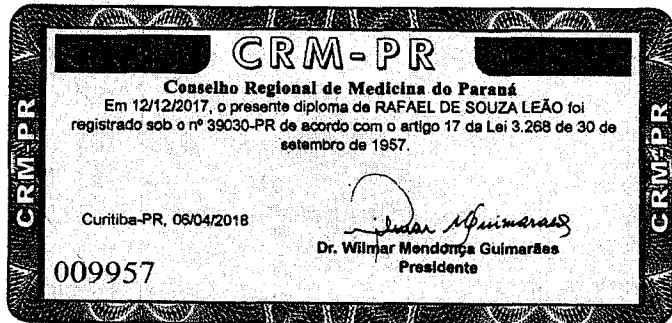 CRM-PR
Conselho Regional de Medicina do Paraná
Em 12/12/2017, o presente diploma de RAFAEL DE SOUZA LEÃO foi
registrado sob o nº 39030-PR de acordo com o artigo 17 da Lei 3.268 de 30 de
setembro de 1957.
CRM-PR
CRM-PR
Curitiba-PR, 06/04/2018
Wilmar Mguimaraes
Dr. Wilmar Mendonça Guimarães
Presidente
009957